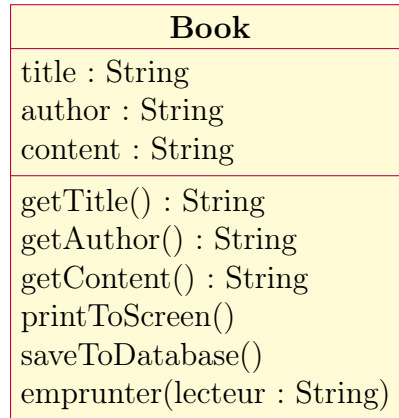 Book
title : String
author : String
content : String
getTitle() : String
getAuthor() : String
getContent() : String
printToScreen()
saveToDatabase()
emprunter(lecteur : String)